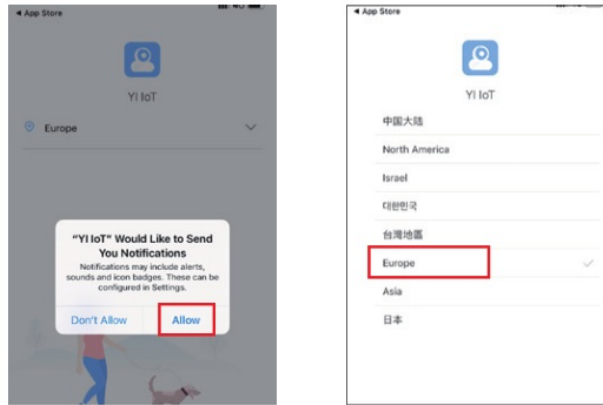 ◀ App Store
YI IoT
Europe
"YI IoT" Would Like to Send
You Notifications
Notifications may include alerts,
sounds and icon badges. These can be
configured in Settings.
Don't Allow
Allow
◀ App Store
YI IoT
中国大陆
North America
Israel
대한민국
台灣地區
Europe
Asia
日本